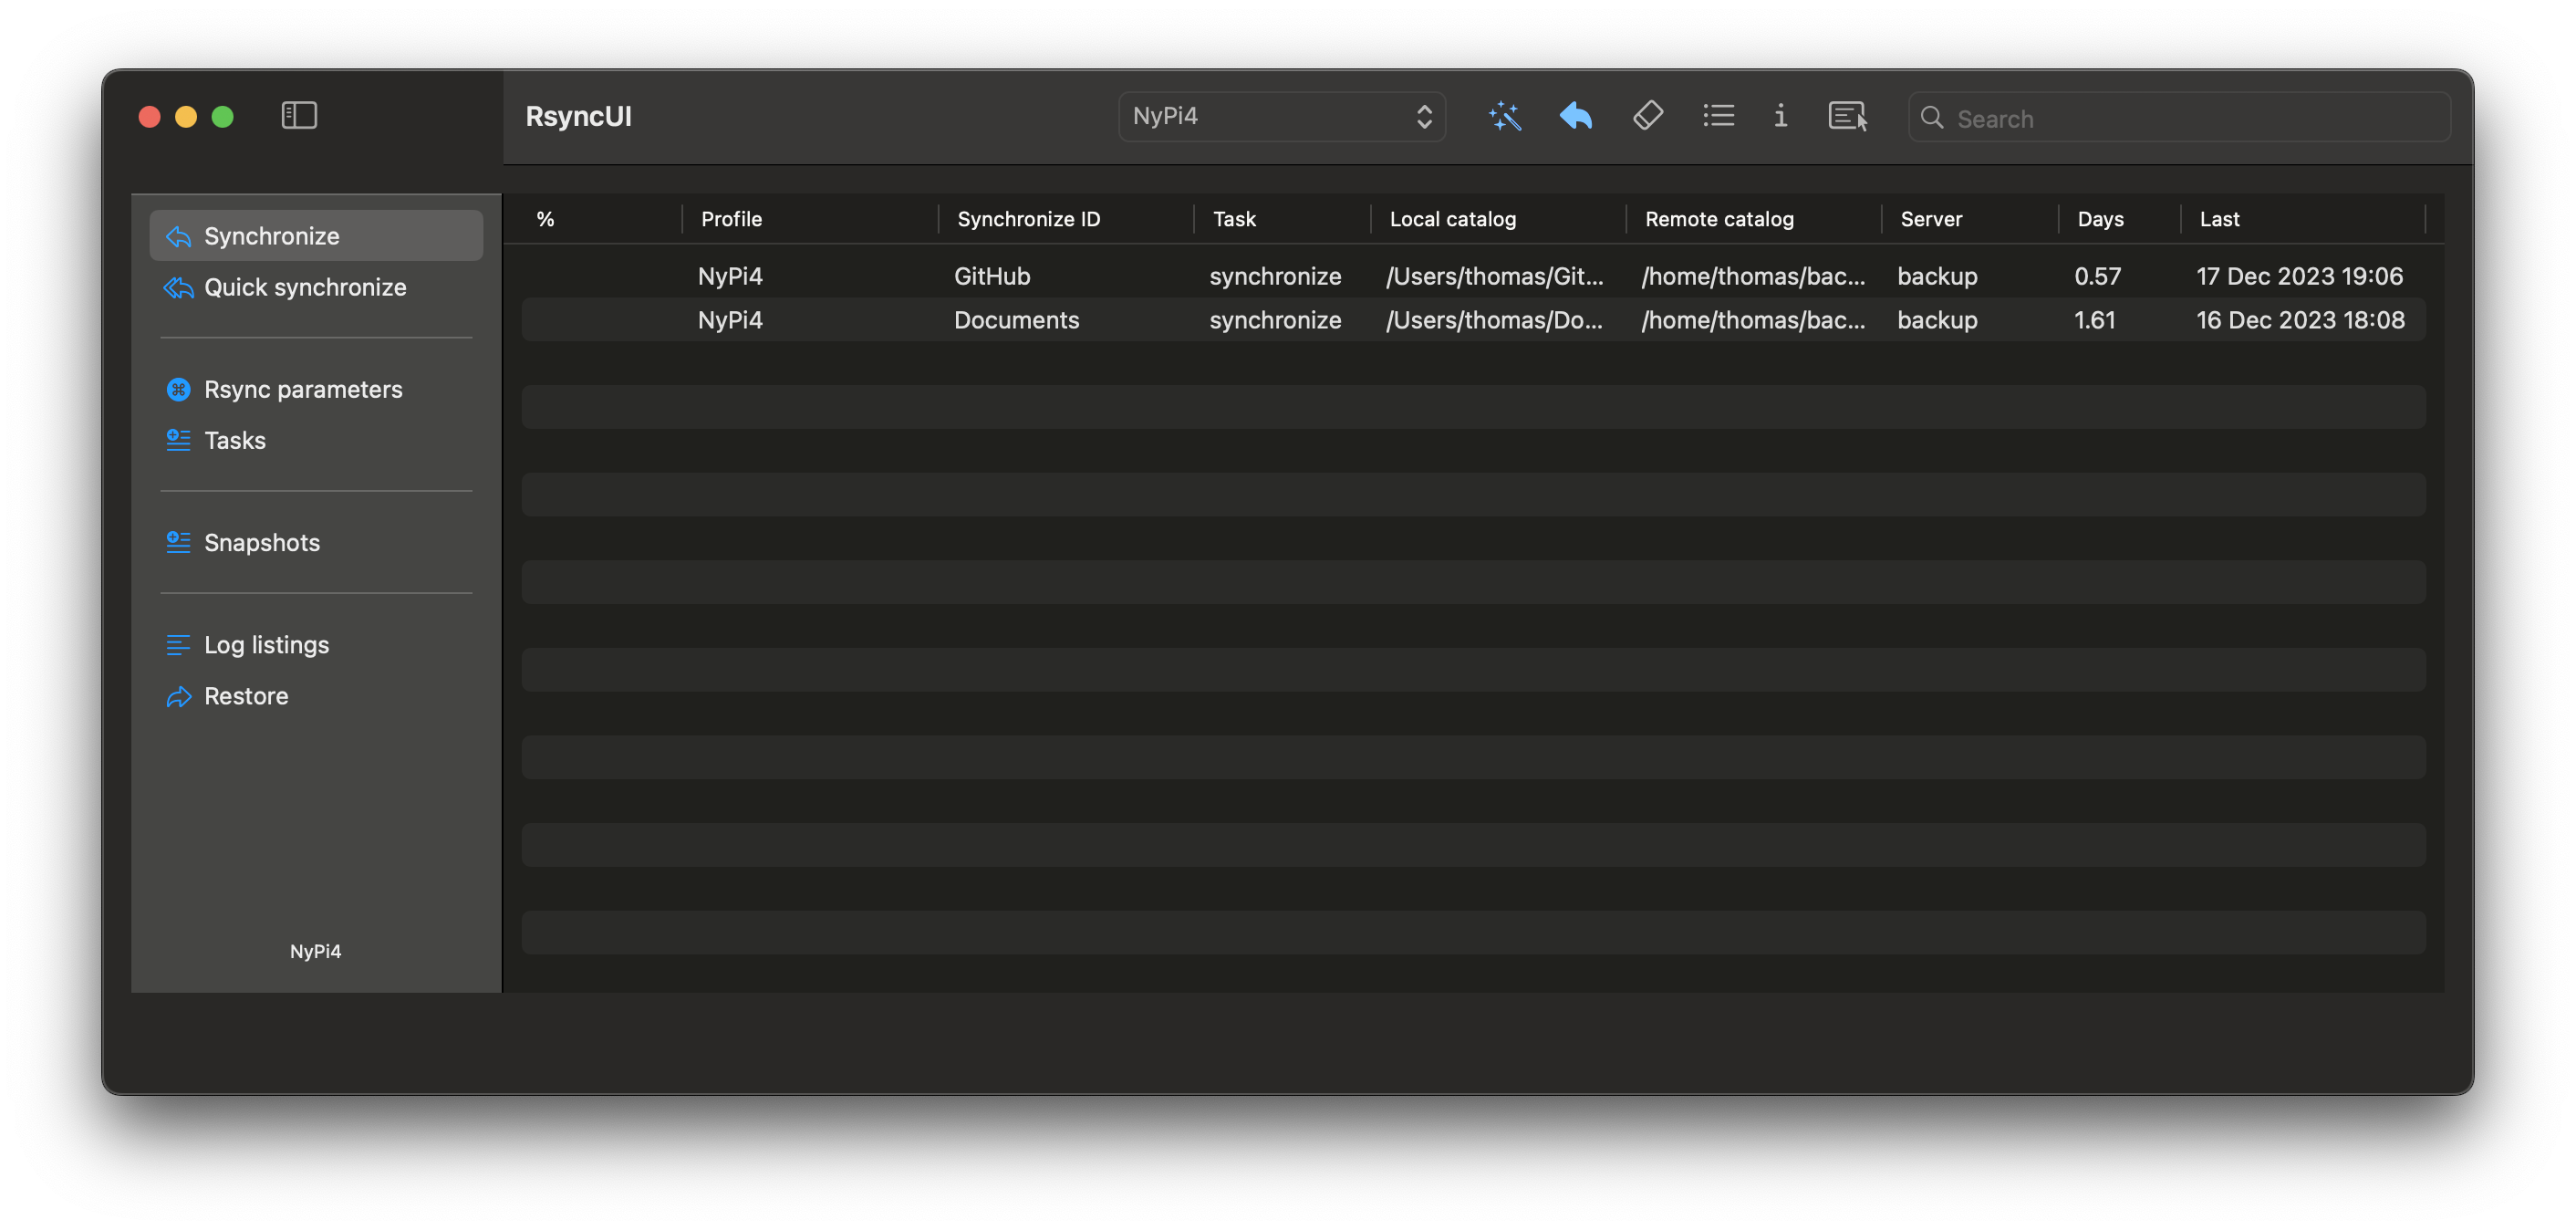 RsyncUI NyPi4 Search
Synchronize
Quick synchronize
Rsync parameters
Tasks
Snapshots
Log listings
Restore
NyPi4
% Profile Synchronize ID Task Local catalog Remote catalog Server Days Last
NyPi4 GitHub synchronize /Users/thomas/Git... /home/thomas/bac... backup 0.57 17 Dec 2023 19:06
NyPi4 Documents synchronize /Users/thomas/Do... /home/thomas/bac... backup 1.61 16 Dec 2023 18:08